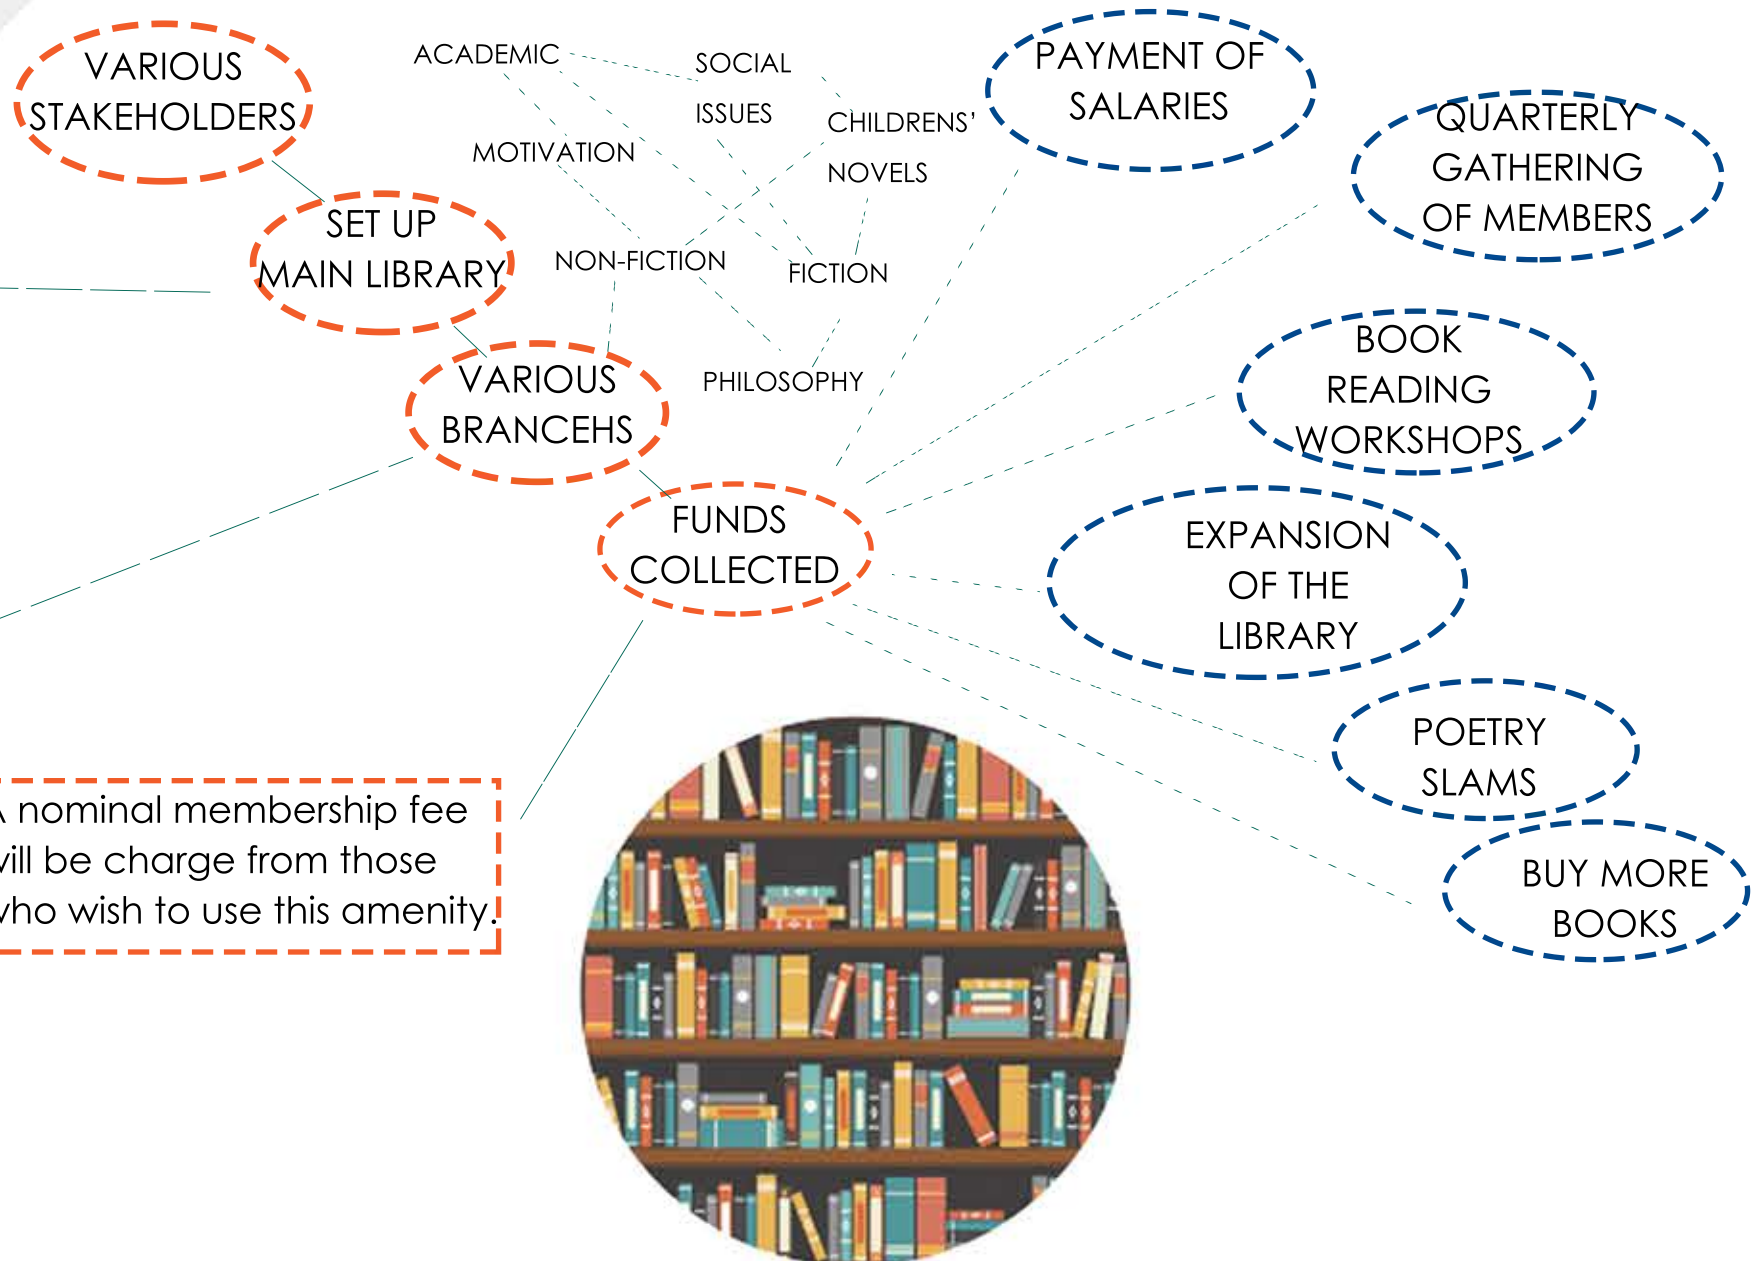 VARIOUS
STAKEHOLDERS
SET UP
MAIN LIBRARY
VARIOUS
BRANCEHS
FUNDS
COLLECTED
ACADEMIC
SOCIAL
ISSUES
CHILDRENS'
NOVELS
MOTIVATION
NON-FICTION
FICTION
PHILOSOPHY
PAYMENT OF
SALARIES
QUARTERLY
GATHERING
OF MEMBERS
BOOK
READING
WORKSHOPS
EXPANSION
OF THE
LIBRARY
POETRY
SLAMS
BUY MORE
BOOKS
A nominal membership fee
will be charge from those
who wish to use this amenity.